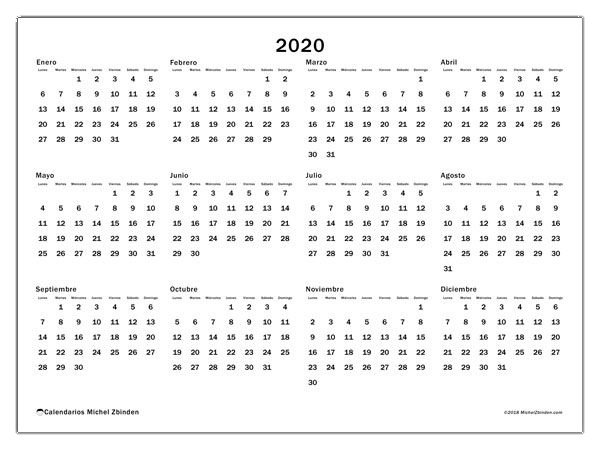 2020
Enero Febrero Marzo Abril
Lunes Martes Miércoles Jueves Viernes Sábado Domingo Lunes Martes Miércoles Jueves Viernes Sábado Domingo Lunes Martes Miércoles Jueves Viernes Sábado Domingo Lunes Martes Miércoles Jueves Viernes Sábado Domingo
1 2 3 4 5 1 2 1 1 2 3 4 5
6 7 8 9 10 11 12 3 4 5 6 7 8 9 2 3 4 5 6 7 8 6 7 8 9 10 11 12
13 14 15 16 17 18 19 10 11 12 13 14 15 16 9 10 11 12 13 14 15 13 14 15 16 17 18 19
20 21 22 23 24 25 26 17 18 19 20 21 22 23 16 17 18 19 20 21 22 20 21 22 23 24 25 26
27 28 29 30 31 24 25 26 27 28 29 23 24 25 26 27 28 29 27 28 29 30
30 31
Mayo Junio Julio Agosto
Lunes Martes Miércoles Jueves Viernes Sábado Domingo Lunes Martes Miércoles Jueves Viernes Sábado Domingo Lunes Martes Miércoles Jueves Viernes Sábado Domingo Lunes Martes Miércoles Jueves Viernes Sábado Domingo
1 2 3 1 2 3 4 5 6 7 1 2 3 4 5 1 2
4 5 6 7 8 9 10 8 9 10 11 12 13 14 6 7 8 9 10 11 12 3 4 5 6 7 8 9
11 12 13 14 15 16 17 15 16 17 18 19 20 21 13 14 15 16 17 18 19 10 11 12 13 14 15 16
18 19 20 21 22 23 24 22 23 24 25 26 27 28 20 21 22 23 24 25 26 17 18 19 20 21 22 23
25 26 27 28 29 30 31 29 30 27 28 29 30 31 24 25 26 27 28 29 30
31
Septiembre Octubre Noviembre Diciembre
Lunes Martes Miércoles Jueves Viernes Sábado Domingo Lunes Martes Miércoles Jueves Viernes Sábado Domingo Lunes Martes Miércoles Jueves Viernes Sábado Domingo Lunes Martes Miércoles Jueves Viernes Sábado Domingo
1 2 3 4 5 6 1 2 3 4 1 1 2 3 4 5 6
7 8 9 10 11 12 13 5 6 7 8 9 10 11 2 3 4 5 6 7 8 7 8 9 10 11 12 13
14 15 16 17 18 19 20 12 13 14 15 16 17 18 9 10 11 12 13 14 15 14 15 16 17 18 19 20
21 22 23 24 25 26 27 19 20 21 22 23 24 25 16 17 18 19 20 21 22 21 22 23 24 25 26 27
28 29 30 26 27 28 29 30 31 23 24 25 26 27 28 29 28 29 30 31
30
Calendarios Michel Zbinden ©2018 MichelZbinden.com